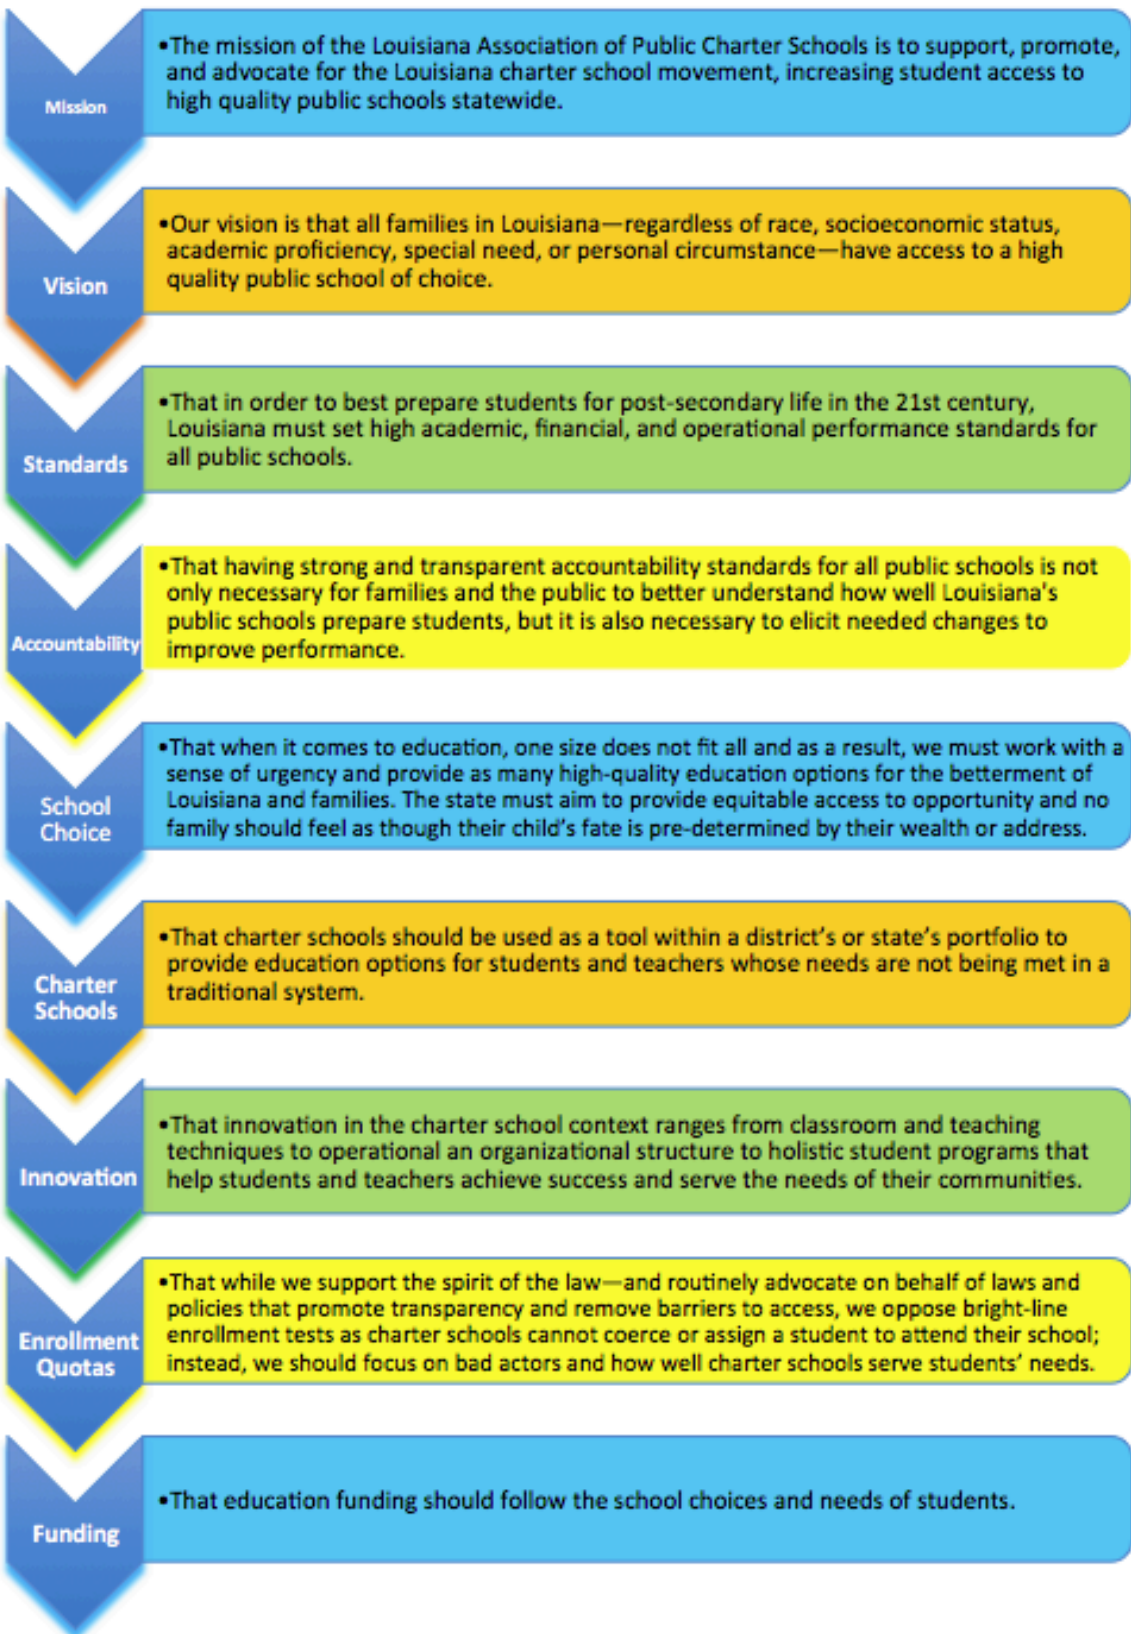 Mission
•The mission of the Louisiana Association of Public Charter Schools is to support, promote,
and advocate for the Louisiana charter school movement, increasing student access to
high quality public schools statewide.
Vision
•Our vision is that all families in Louisiana—regardless of race, socioeconomic status,
academic proficiency, special need, or personal circumstance—have access to a high
quality public school of choice.
Standards
•That in order to best prepare students for post-secondary life in the 21st century,
Louisiana must set high academic, financial, and operational performance standards for
all public schools.
Accountability
•That having strong and transparent accountability standards for all public schools is not
only necessary for families and the public to better understand how well Louisiana's
public schools prepare students, but it is also necessary to elicit needed changes to
improve performance.
School
Choice
•That when it comes to education, one size does not fit all and as a result, we must work with a
sense of urgency and provide as many high-quality education options for the betterment of
Louisiana and families. The state must aim to provide equitable access to opportunity and no
family should feel as though their child's fate is pre-determined by their wealth or address.
Charter
Schools
•That charter schools should be used as a tool within a district's or state's portfolio to
provide education options for students and teachers whose needs are not being met in a
traditional system.
Innovation
•That innovation in the charter school context ranges from classroom and teaching
techniques to operational an organizational structure to holistic student programs that
help students and teachers achieve success and serve the needs of their communities.
Enrollment
Quotas
•That while we support the spirit of the law—and routinely advocate on behalf of laws and
policies that promote transparency and remove barriers to access, we oppose bright-line
enrollment tests as charter schools cannot coerce or assign a student to attend their school;
instead, we should focus on bad actors and how well charter schools serve students' needs.
Funding
•That education funding should follow the school choices and needs of students.